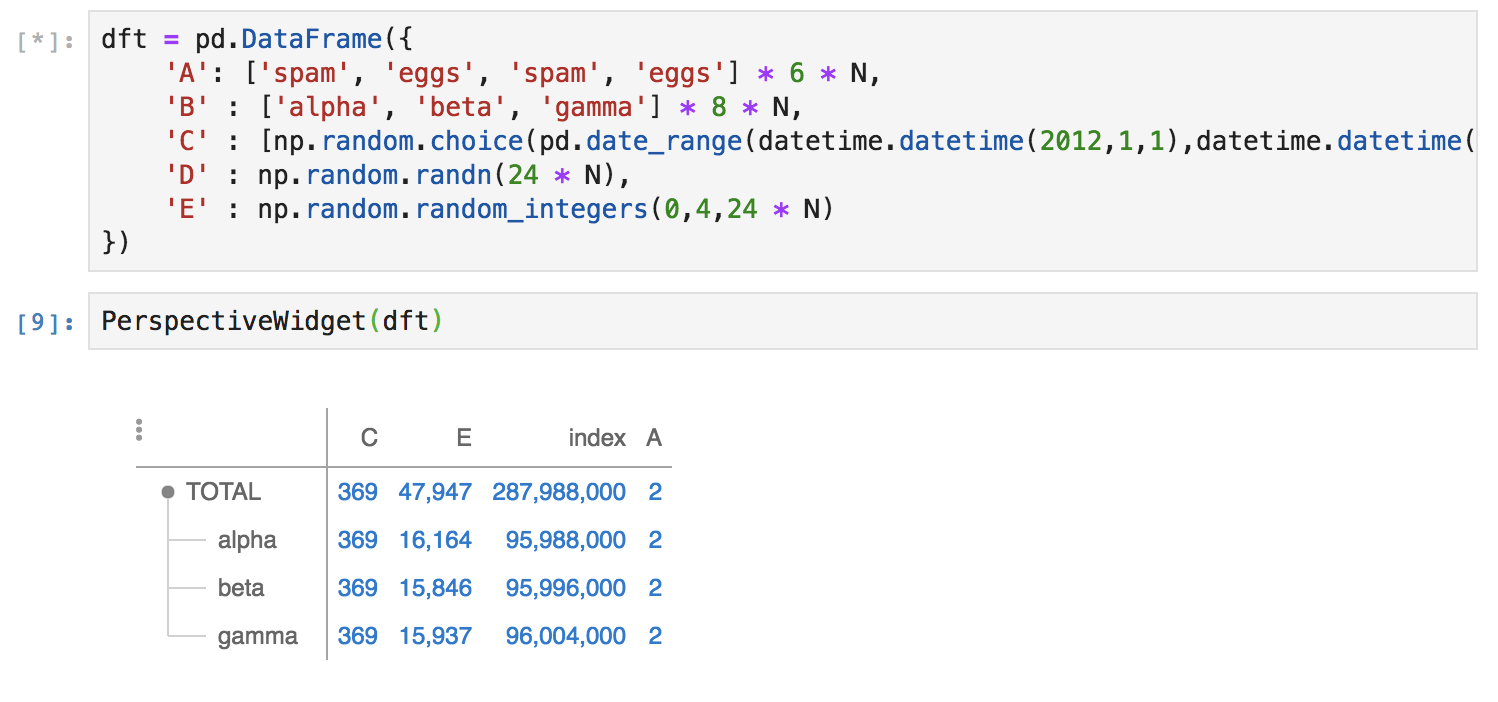 [*]: dft = pd.DataFrame({
'A': ['spam', 'eggs', 'spam', 'eggs'] * 6 * N,
'B' : ['alpha', 'beta', 'gamma'] * 8 * N,
'C' : [np.random.choice(pd.date_range(datetime.datetime(2012,1,1),datetime.datetime(
'D' : np.random.randn(24 * N),
'E' : np.random.random_integers(0,4,24 * N)
})
[9]: PerspectiveWidget(dft)
C E index A
TOTAL 369 47,947 287,988,000 2
alpha 369 16,164 95,988,000 2
beta 369 15,846 95,996,000 2
gamma 369 15,937 96,004,000 2